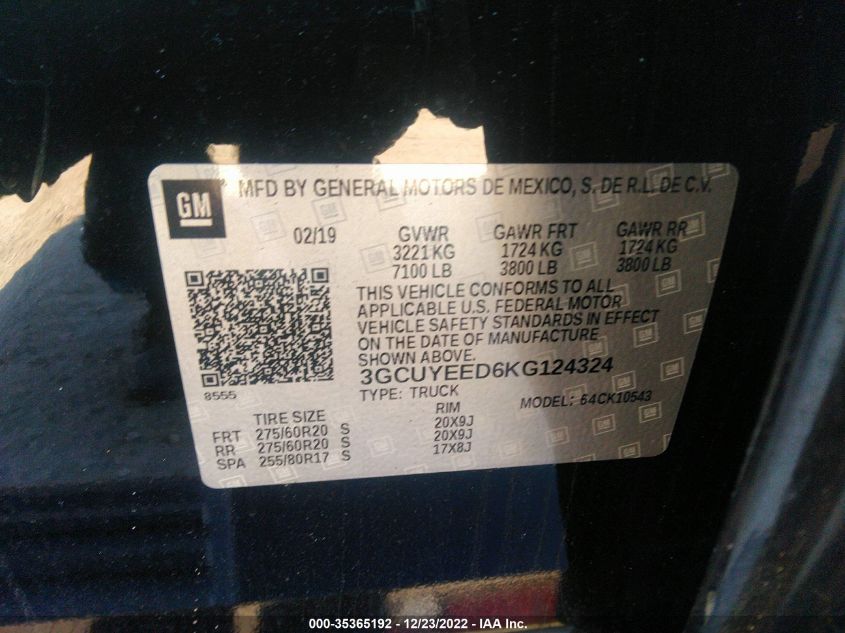 GM MFD BY GENERAL MOTORS DE MEXICO, S. DE R.L. DE C.V.
02/19 GVWR GAWR FRT GAWR RR
3221 KG 1724 KG 1724 KG
7100 LB 3800 LB 3800 LB
THIS VEHICLE CONFORMS TO ALL
APPLICABLE U.S. FEDERAL MOTOR
VEHICLE SAFETY STANDARDS IN EFFECT
ON THE DATE OF MANUFACTURE
SHOWN ABOVE.
3GCUYEED6KG124324
8555 TYPE: TRUCK MODEL: 64CK10543
TIRE SIZE RIM
FRT 275/60R20 S 20X9J
RR 275/60R20 S 20X9J
SPA 255/80R17 S 17X8J
000-35365192 - 12/23/2022 - IAA Inc.